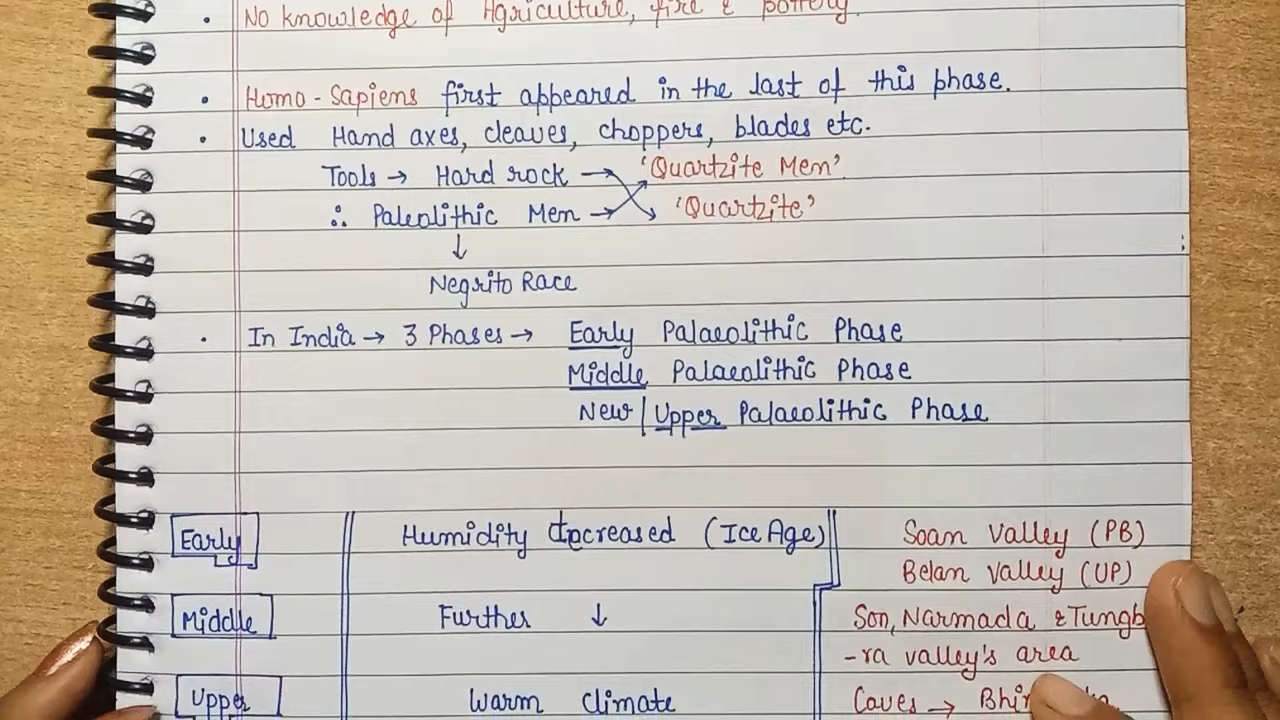 • No knowledge of Agriculture, fire & pottery
• Homo-Sapiens first appeared in the last of this phase.
• Used Hand axes, cleaves, choppers, blades etc.
Tools → Hard rock → 'Quartzite Men'.
∴ Paleolithic Men → 'Quartzite'
↓
Negrito Race
• In India → 3 Phases → Early Palaeolithic Phase
Middle Palaeolithic Phase
New / Upper Palaeolithic Phase
Early Humidity decreased (Ice Age) Soan Valley (PB)
Belan Valley (UP)
Middle Further ↓ Son, Narmada & Tungb
-ra valley's area
Upper Warm Climate Caves →